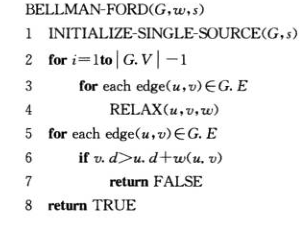 BELLMAN-FORD(G,w,s)
1 INITIALIZE-SINGLE-SOURCE(G,s)
2 for i=1to|G.V|−1
3 for each edge(u,v)∈G.E
4 RELAX(u,v,w)
5 for each edge(u,v)∈G.E
6 if v.d>u.d+w(u.v)
7 return FALSE
8 return TRUE